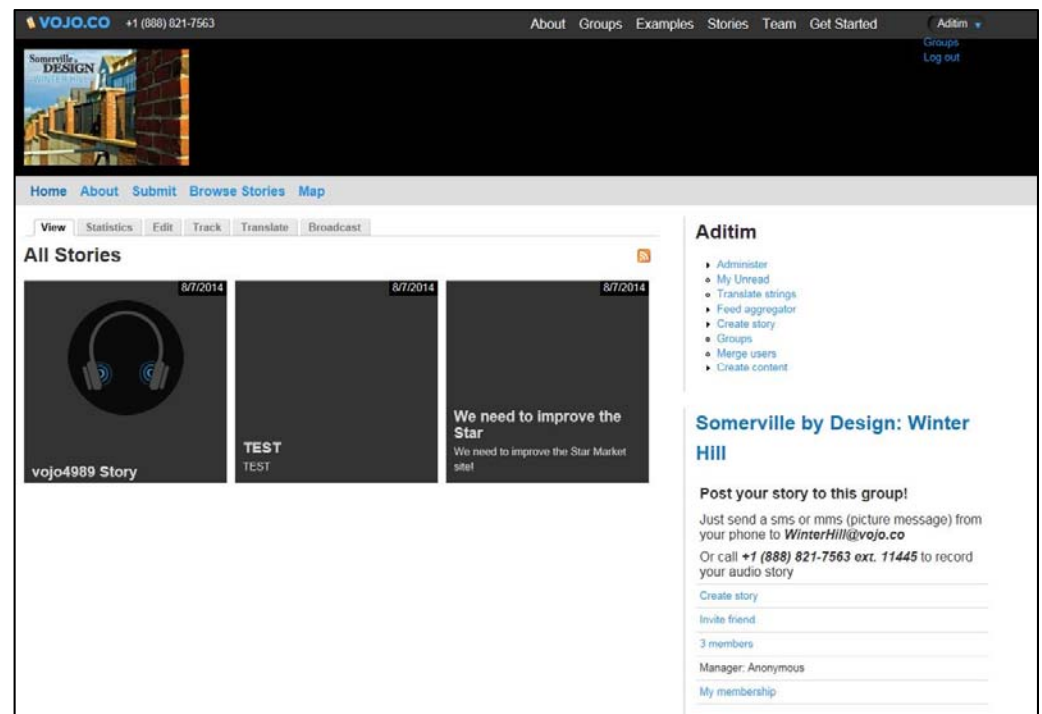 VOJO.CO +1 (888) 821-7563 About Groups Examples Stories Team Get Started Aditim
Groups
Log out
Somerville by
DESIGN
WINTER HILL
Home About Submit Browse Stories Map
View Statistics Edit Track Translate Broadcast
All Stories
8/7/2014
vojo4989 Story
8/7/2014
TEST
TEST
8/7/2014
We need to improve the
Star
We need to improve the Star Market
site!
Aditim
Administer
My Unread
Translate strings
Feed aggregator
Create story
Groups
Merge users
Create content
Somerville by Design: Winter
Hill
Post your story to this group!
Just send a sms or mms (picture message) from
your phone to WinterHill@vojo.co
Or call +1 (888) 821-7563 ext. 11445 to record
your audio story
Create story
Invite friend
3 members
Manager: Anonymous
My membership